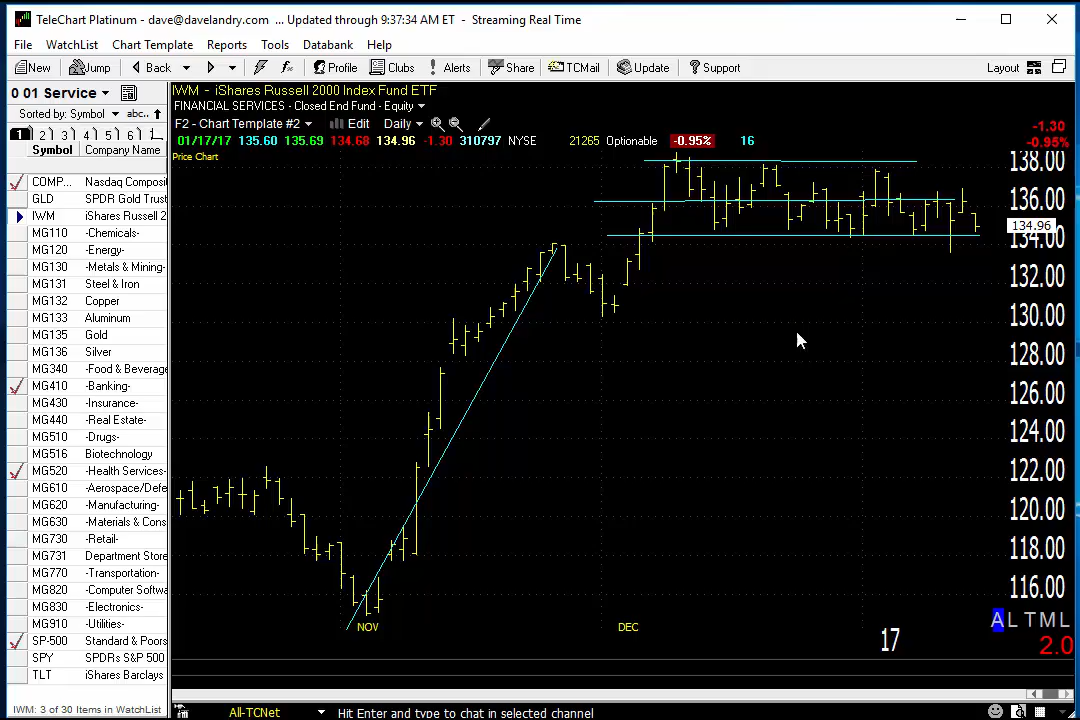 TeleChart Platinum - dave@davelandry.com ... Updated through 9:37:34 AM ET - Streaming Real Time
File WatchList Chart Template Reports Tools Databank Help
New Jump Back Profile Clubs Alerts Share TCMail Update Support Layout
0 01 Service
Sorted by: Symbol abc..
1 2 3 4 5 6 1
Symbol Company Name
COMP... Nasdaq Composit
GLD SPDR Gold Trust
IWM iShares Russell 2
MG110 -Chemicals-
MG120 -Energy-
MG130 -Metals & Mining-
MG131 Steel & Iron
MG132 Copper
MG133 Aluminum
MG135 Gold
MG136 Silver
MG340 -Food & Beverage
MG410 -Banking-
MG430 -Insurance-
MG440 -Real Estate-
MG510 -Drugs-
MG516 Biotechnology
MG520 -Health Services-
MG610 -Aerospace/Defe
MG620 -Manufacturing-
MG630 -Materials & Cons
MG730 -Retail-
MG731 Department Store
MG770 -Transportation-
MG820 -Computer Softwa
MG830 -Electronics-
MG910 -Utilities-
SP-500 Standard & Poors
SPY SPDRs S&P 500
TLT iShares Barclays
IWM: 3 of 30 Items in WatchList
IWM - iShares Russell 2000 Index Fund ETF
FINANCIAL SERVICES - Closed End Fund - Equity
F2 - Chart Template #2 Edit Daily
01/17/17 135.60 135.69 134.68 134.96 -1.30 310797 NYSE 21265 Optionable -0.95% 16
Price Chart
-1.30
-0.95%
138.00
136.00
134.96
134.00
132.00
130.00
128.00
126.00
124.00
122.00
120.00
118.00
116.00
A L T M L
2.0
NOV DEC 17
All-TCNet Hit Enter and type to chat in selected channel